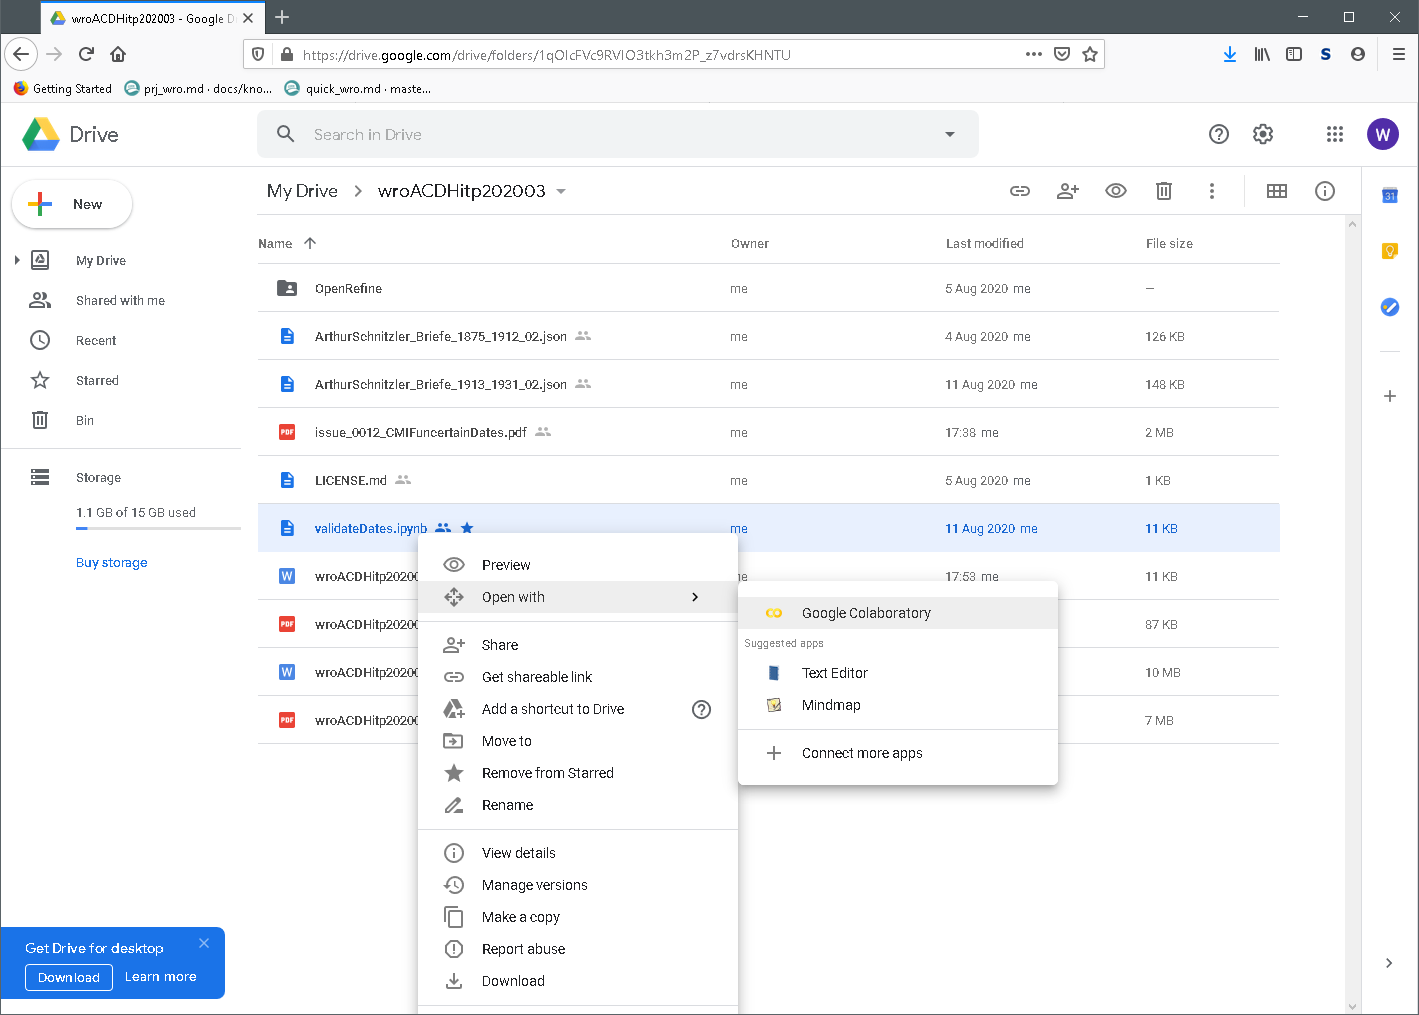 wroACDHitp202003 - Google D
https://drive.google.com/drive/folders/1qOIcFVc9RVIO3tkh3m2P_z7vdrsKHNTU
S
Getting Started
prj_wro.md · docs/kno...
quick_wro.md · maste...
Drive
Search in Drive
W
New
My Drive
Shared with me
Recent
Starred
Bin
Storage
1.1 GB of 15 GB used
Buy storage
My Drive > wroACDHitp202003
31
Name Owner Last modified File size
OpenRefine me 5 Aug 2020 me –
ArthurSchnitzler_Briefe_1875_1912_02.json me 4 Aug 2020 me 126 KB
ArthurSchnitzler_Briefe_1913_1931_02.json me 11 Aug 2020 me 148 KB
PDF issue_0012_CMIFuncertainDates.pdf me 17:38 me 2 MB
LICENSE.md me 5 Aug 2020 me 1 KB
validateDates.ipynb me 11 Aug 2020 me 11 KB
W wroACDHitp2020 me 17:53 me 11 KB
PDF wroACDHitp2020 87 KB
W wroACDHitp2020 10 MB
PDF wroACDHitp2020 7 MB
Preview
Open with
Share
Get shareable link
Add a shortcut to Drive
Move to
Remove from Starred
Rename
View details
Manage versions
Make a copy
Report abuse
Download
Google Colaboratory
Suggested apps
Text Editor
Mindmap
Connect more apps
Get Drive for desktop
Download Learn more